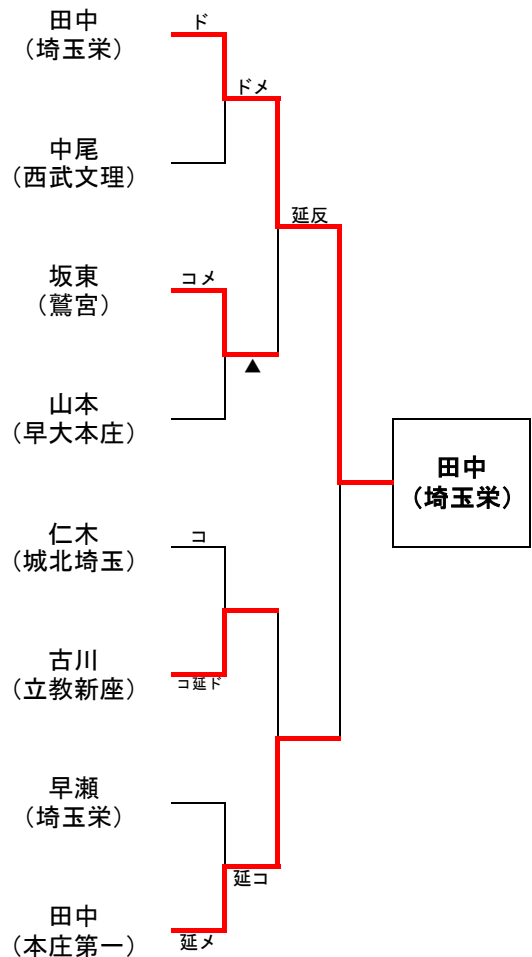 田中
（埼玉栄）
ド
ドメ
中尾
（西武文理）
延反
坂東
（鷲宮）
コメ
▲
山本
（早大本庄）
田中
（埼玉栄）
仁木
（城北埼玉）
コ
古川
（立教新座）
コ延ド
早瀬
（埼玉栄）
延コ
田中
（本庄第一）
延メ